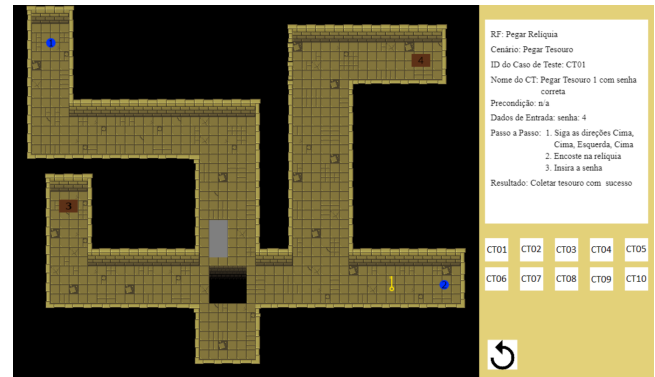 RF: Pegar Relíquia
Cenário: Pegar Tesouro
ID do Caso de Teste: CT01
Nome do CT: Pegar Tesouro 1 com senha
correta
Precondição: n/a
Dados de Entrada: senha: 4
Passo a Passo: 1. Siga as direções Cima,
Cima, Esquerda, Cima
2. Encoste na relíquia
3. Insira a senha
Resultado: Coletar tesouro com sucesso
4
3
1
CT01 CT02 CT03 CT04 CT05
CT06 CT07 CT08 CT09 CT10